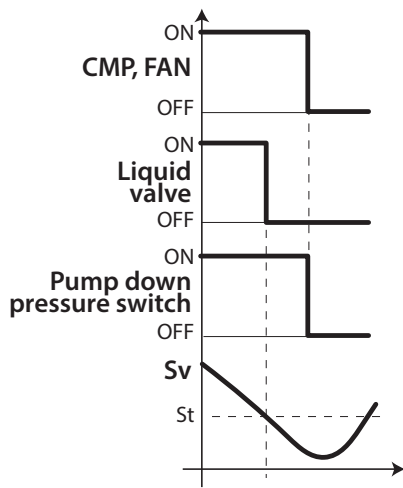 ON
CMP, FAN
OFF
ON
Liquid
valve
OFF
ON
Pump down
pressure switch
OFF
Sv
St